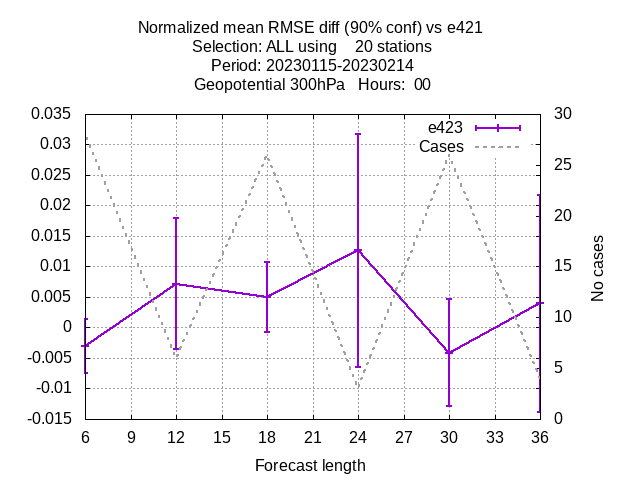 Normalized mean RMSE diff (90% conf) vs e421
Selection: ALL using    20 stations
Period: 20230115-20230214
Geopotential 300hPa   Hours:  00
0.035
0.03
0.025
0.02
0.015
0.01
0.005
0
-0.005
-0.01
-0.015
e423
Cases
30
25
20
15
10
5
0
No cases
6 9 12 15 18 21 24 27 30 33 36
Forecast length